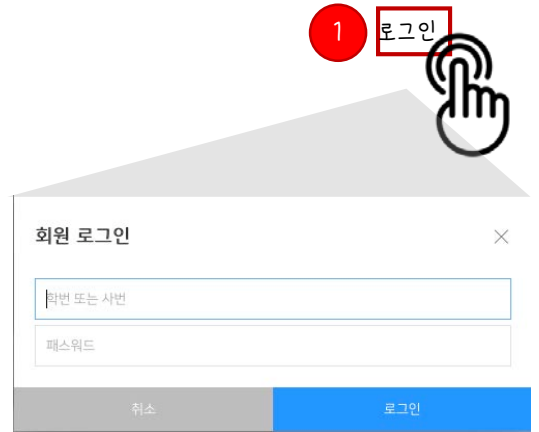 1 로그인
회원 로그인
학번 또는 사번
패스워드
취소 로그인